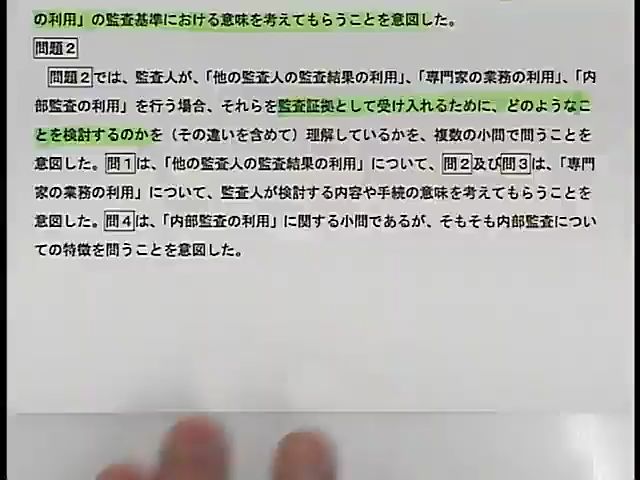 の利用」の監査基準における意味を考えてもらうことを意図した。
問題２
問題２では、監査人が、「他の監査人の監査結果の利用」、「専門家の業務の利用」、「内
部監査の利用」を行う場合、それらを監査証拠として受け入れるために、どのようなこ
とを検討するのかを（その違いを含めて）理解しているかを、複数の小問で問うことを
意図した。問１は、「他の監査人の監査結果の利用」について、問２及び問３は、「専門
家の業務の利用」について、監査人が検討する内容や手続の意味を考えてもらうことを
意図した。問４は、「内部監査の利用」に関する小問であるが、そもそも内部監査につい
ての特徴を問うことを意図した。